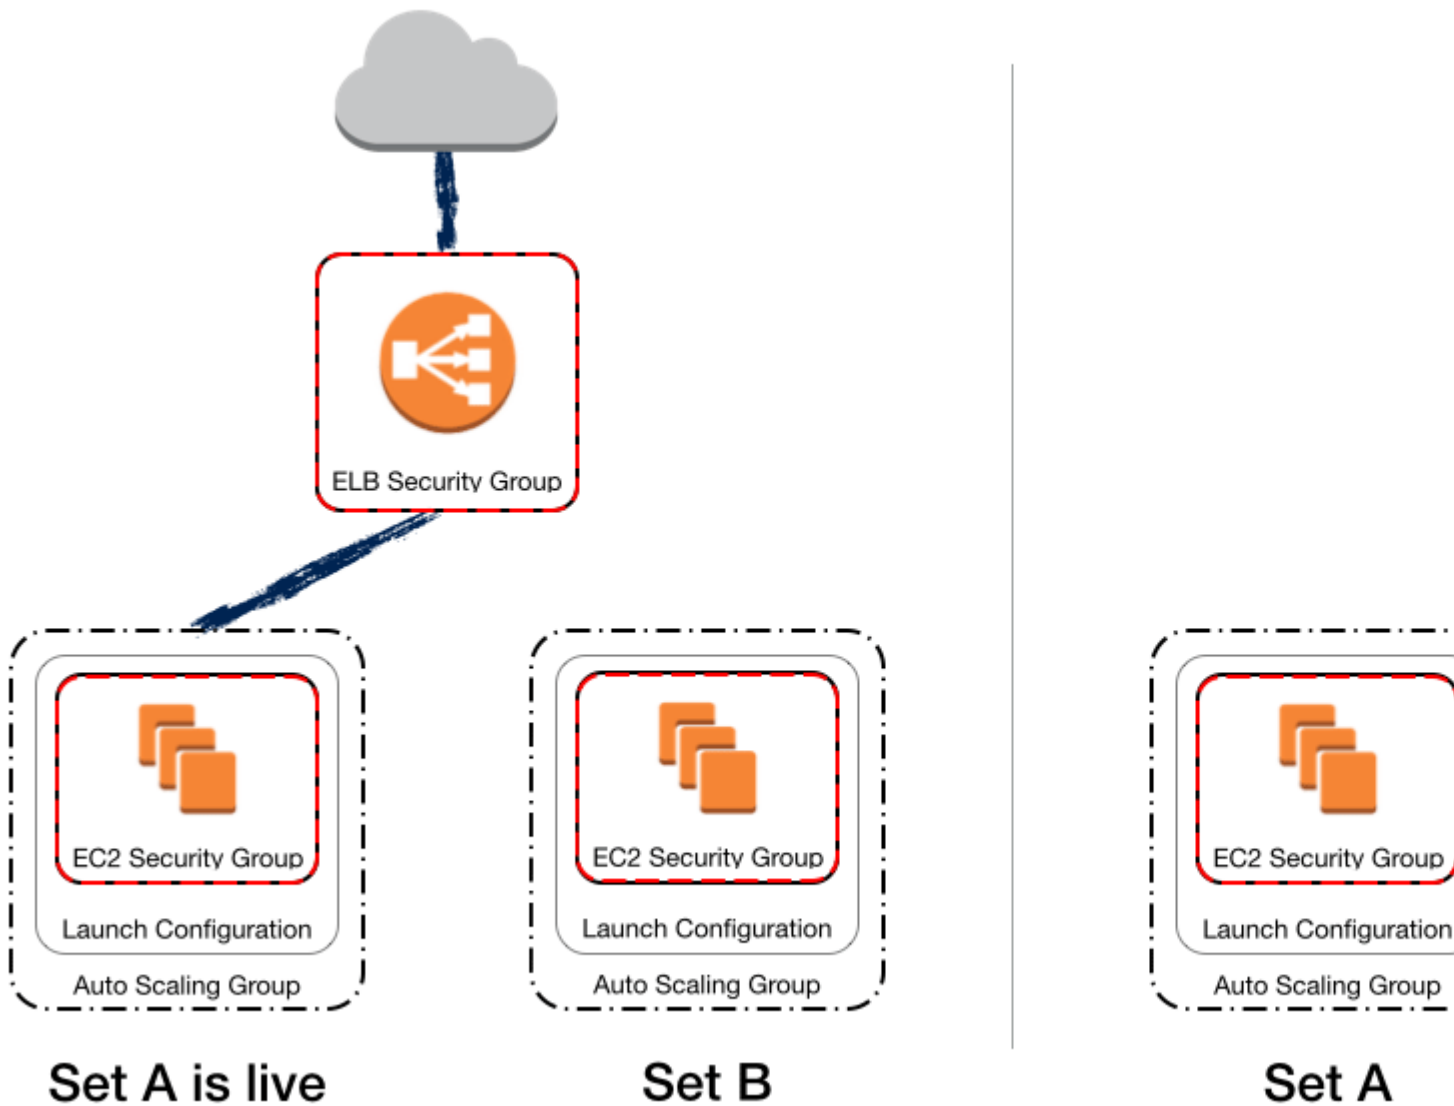 ELB Security Group
EC2 Security Group
Launch Configuration
Auto Scaling Group
Set A is live
EC2 Security Group
Launch Configuration
Auto Scaling Group
Set B
EC2 Security Group
Launch Configuration
Auto Scaling Group
Set A